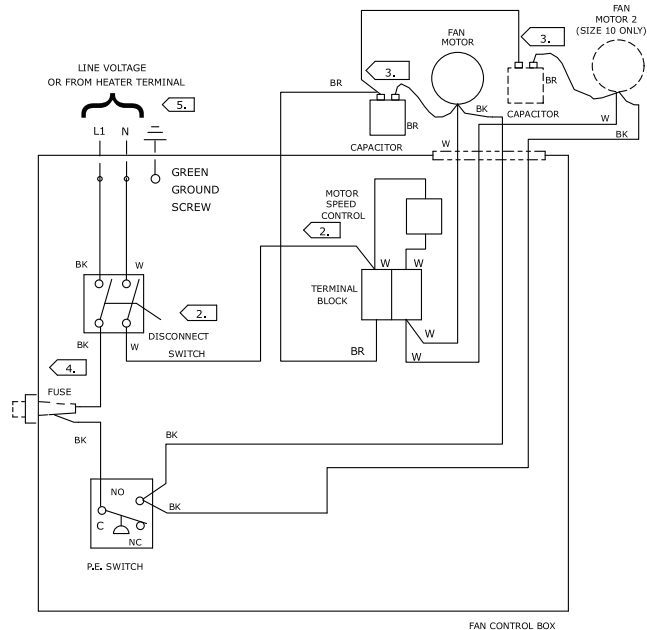 FAN
MOTOR 2
(SIZE 10 ONLY)
FAN
MOTOR
3.
3.
LINE VOLTAGE
OR FROM HEATER TERMINAL
BR
BR
BK
5.
BR
CAPACITOR
W
L1
N
BK
CAPACITOR
W
GREEN
GROUND
SCREW
MOTOR
SPEED
CONTROL
2.
BK
W
W
W
TERMINAL
BLOCK
2.
DISCONNECT
SWITCH
BK
W
W
BR
W
4.
FUSE
BK
BK
NO
BK
C
NC
P.E. SWITCH
FAN CONTROL BOX